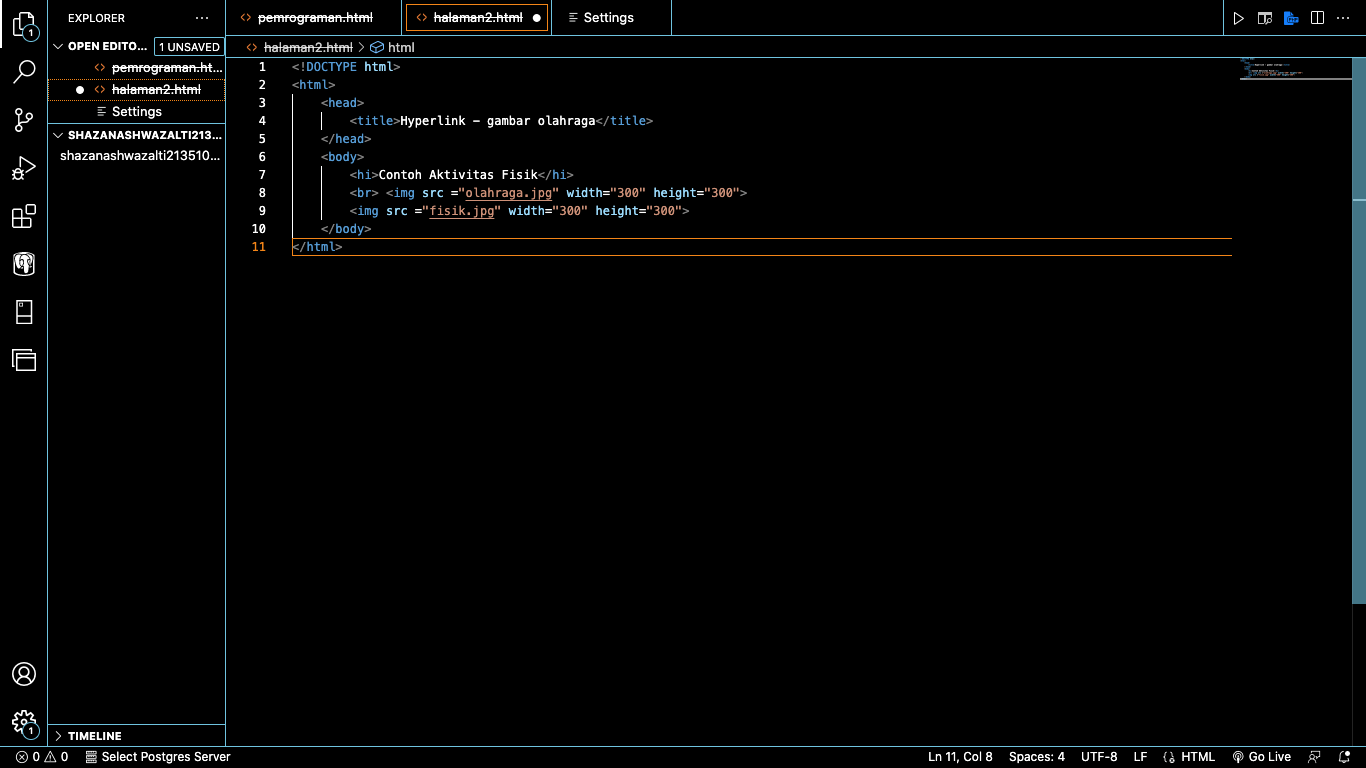 EXPLORER
OPEN EDITO... 1 UNSAVED
pemrograman.ht...
halaman2.html
Settings
SHAZANASHWAZALTI213...
shazanashwazalti213510...
TIMELINE
pemrograman.html
halaman2.html
Settings
halaman2.html > html
1 <!DOCTYPE html>
2 <html>
3 <head>
4 <title>Hyperlink - gambar olahraga</title>
5 </head>
6 <body>
7 <hi>Contoh Aktivitas Fisik</hi>
8 <br> <img src ="olahraga.jpg" width="300" height="300">
9 <img src ="fisik.jpg" width="300" height="300">
10 </body>
11 </html>
1
1
0 0 Select Postgres Server Ln 11, Col 8 Spaces: 4 UTF-8 LF {} HTML Go Live